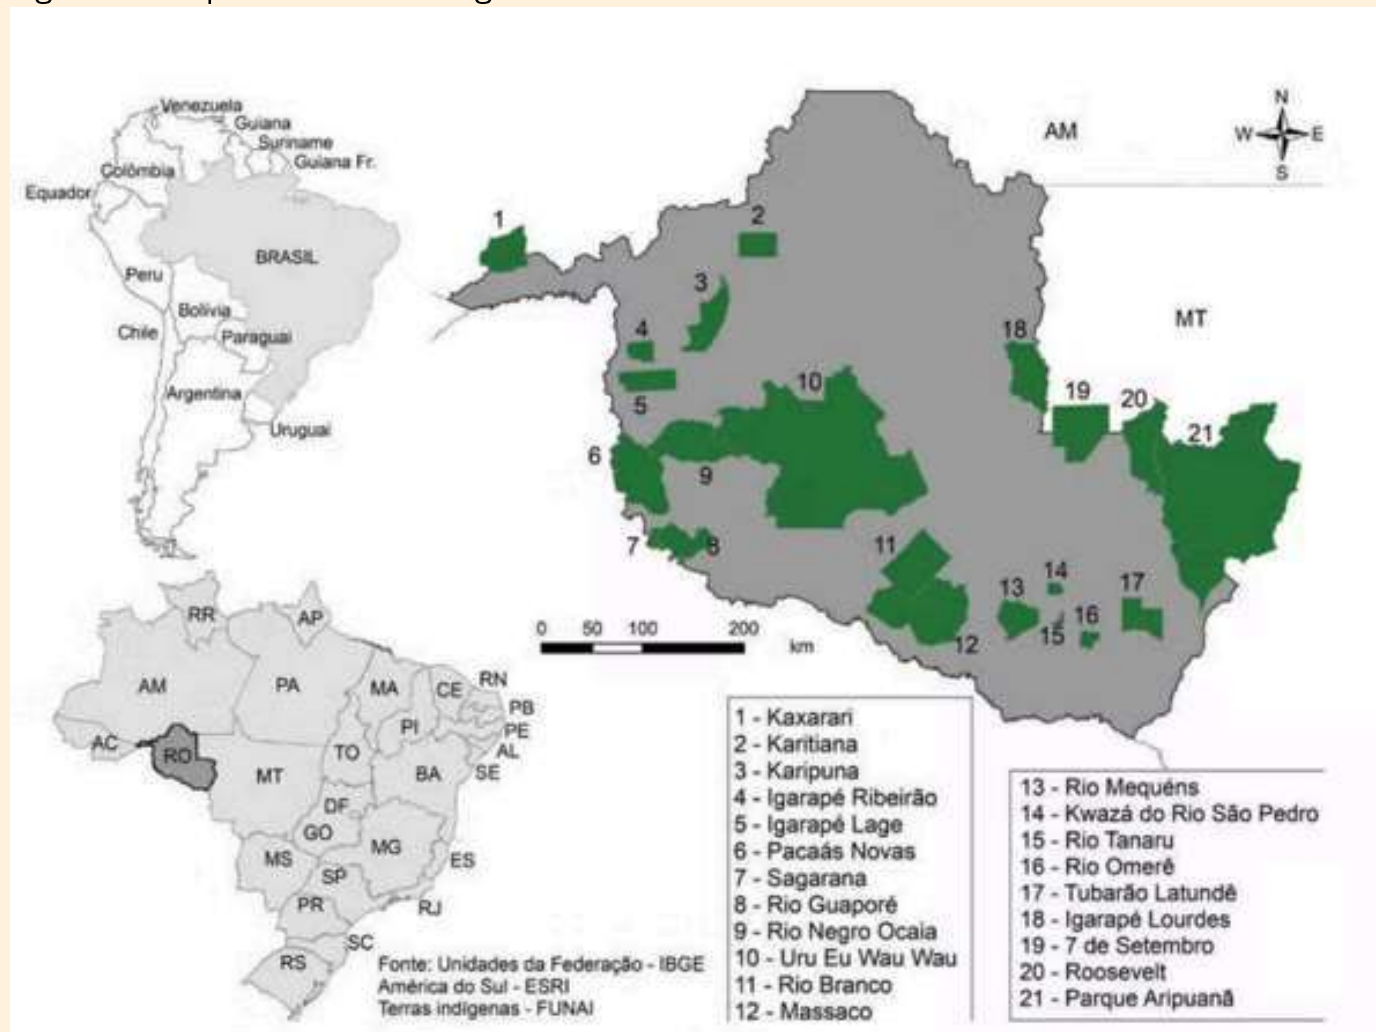 Venezuela
Guiana
Suriname
Guiana Fr.
Colômbia
Equador
BRASIL
Peru
Bolívia
Chile
Paraguai
Argentina
Uruguai
AM
N
W E
S
MT
1
2
3
4
5
6
7
8
9
10
11
12
13
14
15
16
17
18
19
20
21
0 50 100 200
km
RR
AP
AM
PA
MA
CE
RN
PB
PE
AL
SE
PI
AC
RO
TO
BA
MT
DF
GO
MG
ES
MS
SP
RJ
PR
SC
RS
Fonte: Unidades da Federação - IBGE
América do Sul - ESRI
Terras indígenas - FUNAI
1 - Kaxarari
2 - Karitiana
3 - Karipuna
4 - Igarapé Ribeirão
5 - Igarapé Lage
6 - Pacaás Novas
7 - Sagarana
8 - Rio Guaporé
9 - Rio Negro Ocaia
10 - Uru Eu Wau Wau
11 - Rio Branco
12 - Massaco
13 - Rio Mequéns
14 - Kwazá do Rio São Pedro
15 - Rio Tanaru
16 - Rio Omerê
17 - Tubarão Latundê
18 - Igarapé Lourdes
19 - 7 de Setembro
20 - Roosevelt
21 - Parque Aripuanã